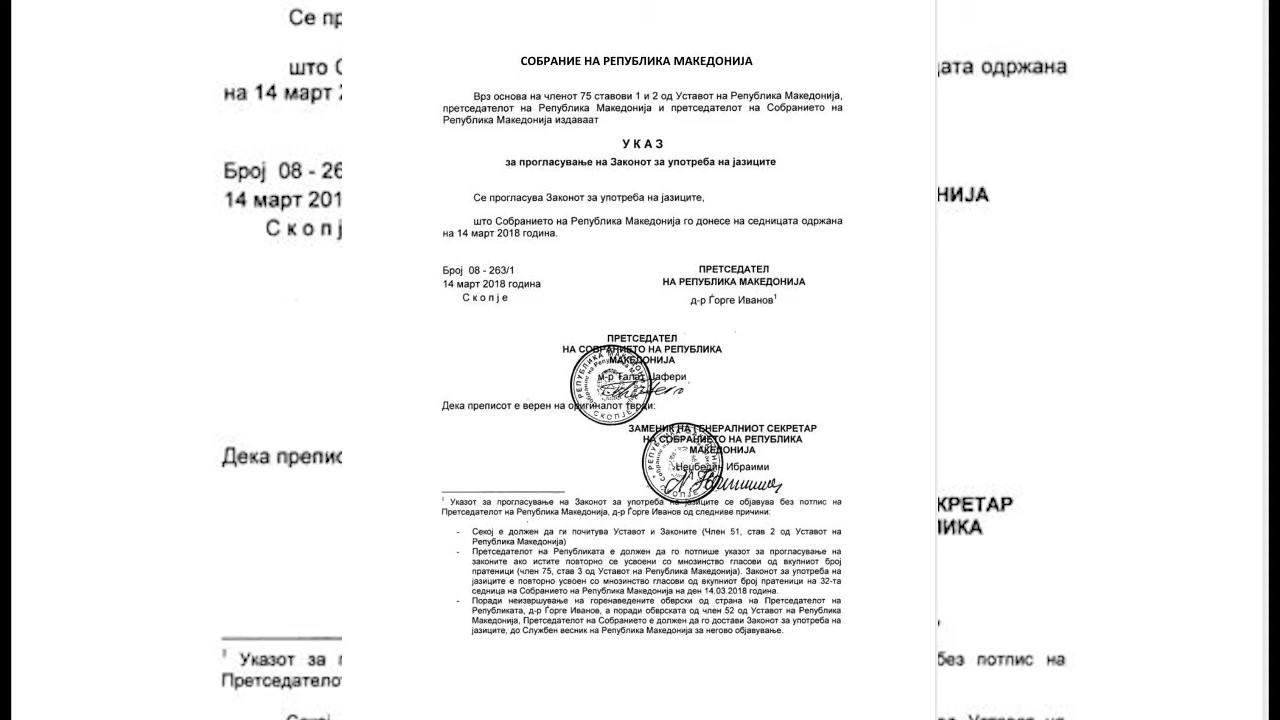 СОБРАНИЕ НА РЕПУБЛИКА МАКЕДОНИЈА
Врз основа на членот 75 ставови 1 и 2 од Уставот на Република Македонија,
претседателот на Република Македонија и претседателот на Собранието на
Република Македонија издаваат
У К А З
за прогласување на Законот за употреба на јазиците
Се прогласува Законот за употреба на јазиците,
што Собранието на Република Македонија го донесе на седницата одржана
на 14 март 2018 година.
Број 08 - 263/1
14 март 2018 година
С к о п ј е
ПРЕТСЕДАТЕЛ
НА РЕПУБЛИКА МАКЕДОНИЈА
д-р Ѓорге Иванов1
ПРЕТСЕДАТЕЛ
НА СОБРАНИЕТО НА РЕПУБЛИКА
МАКЕДОНИЈА
м-р Талат Џафери
Дека преписот е верен на оригиналот тврди:
ЗАМЕНИК НА ГЕНЕРАЛНИОТ СЕКРЕТАР
НА СОБРАНИЕТО НА РЕПУБЛИКА
МАКЕДОНИЈА
Неџбедин Ибраими
1 Указот за прогласување на Законот за употреба на јазиците се објавува без потпис на
Претседателот на Република Македонија, д-р Ѓорге Иванов од следниве причини:
- Секој е должен да ги почитува Уставот и Законите (Член 51, став 2 од Уставот на
Република Македонија)
- Претседателот на Републиката е должен да го потпише указот за прогласување на
законите ако истите повторно се усвоени со мнозинство гласови од вкупниот број
пратеници (член 75, став 3 од Уставот на Република Македонија). Законот за употреба на
јазиците е повторно усвоен со мнозинство гласови од вкупниот број пратеници на 32-та
седница на Собранието на Република Македонија на ден 14.03.2018 година.
- Поради неизвршување на горенаведените обврски од страна на Претседателот на
Републиката, д-р Ѓорге Иванов, а поради обврската од член 52 од Уставот на Република
Македонија, Претседателот на Собранието е должен да го достави Законот за употреба на
јазиците, до Службен весник на Република Македонија за негово објавување.